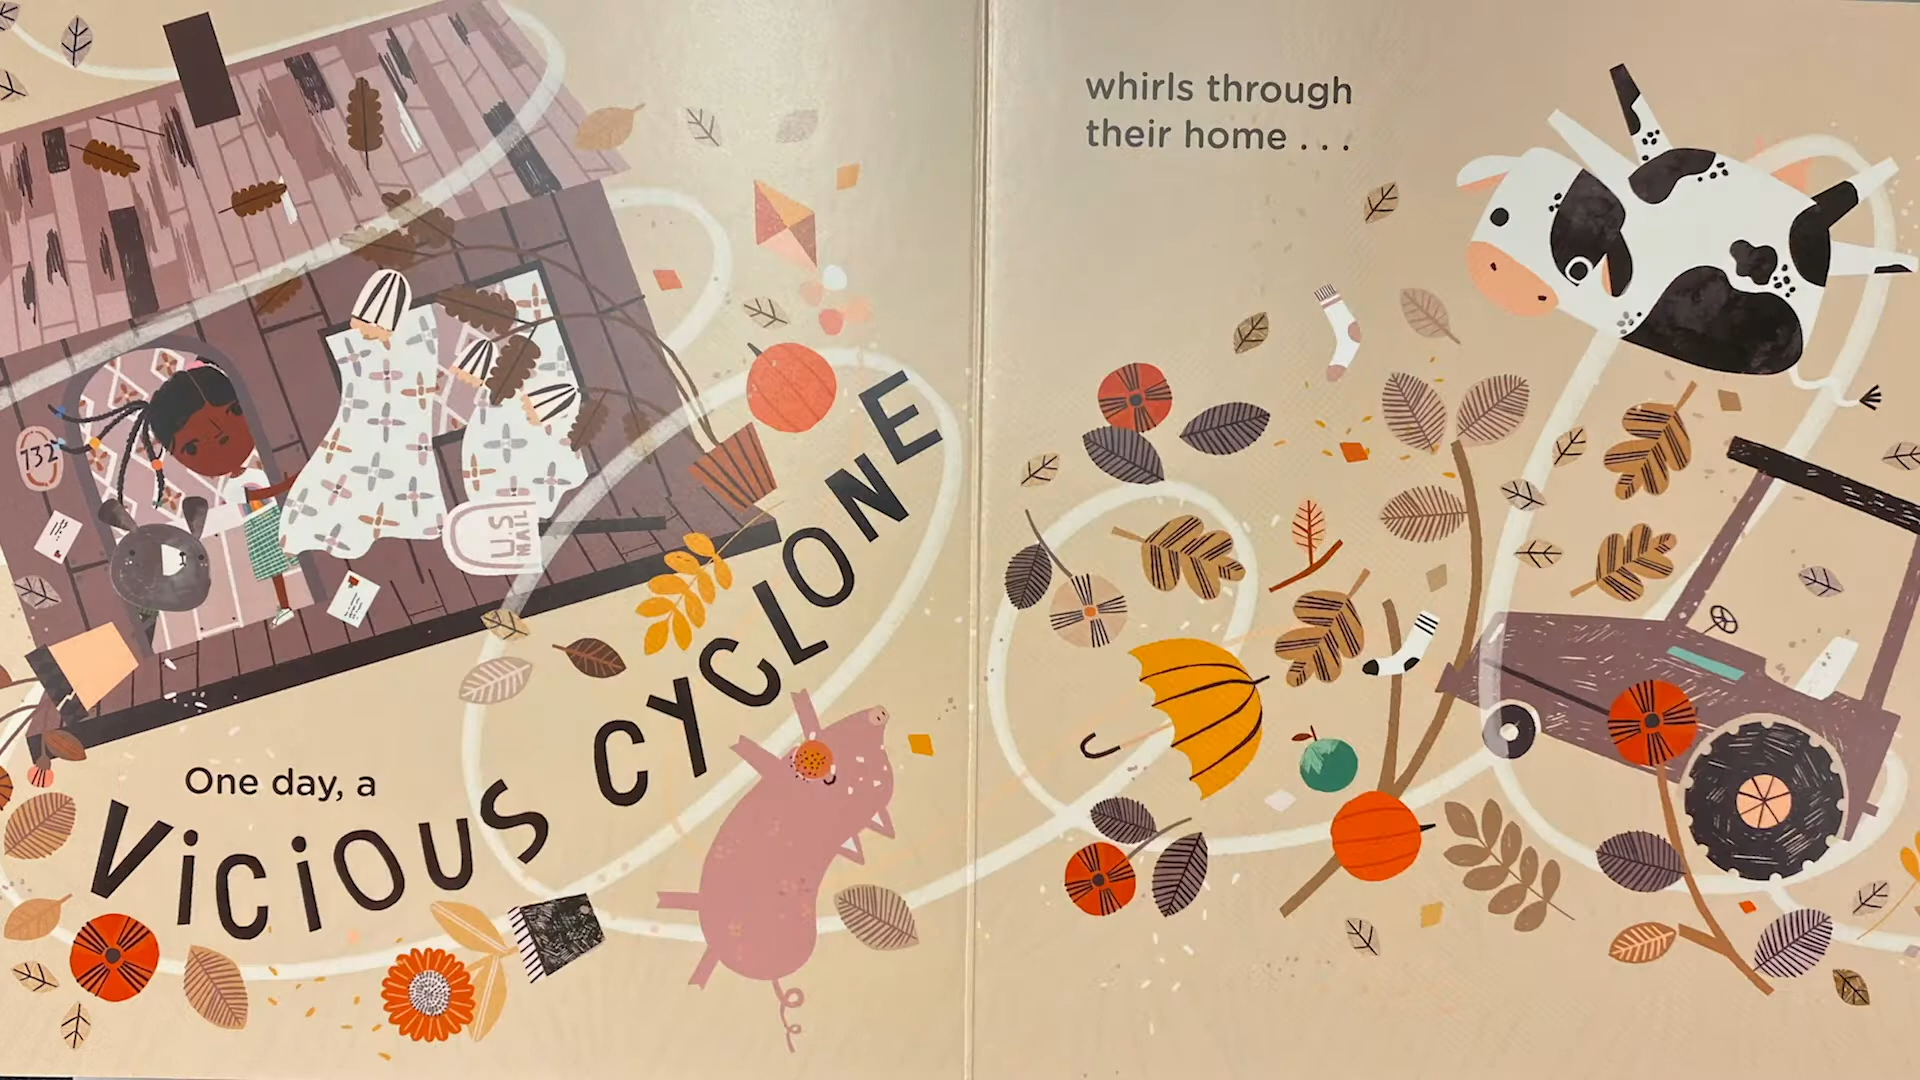 732
U.S.
MAIL
One day, a
VICIOUS CYCLONE
whirls through
their home . . .